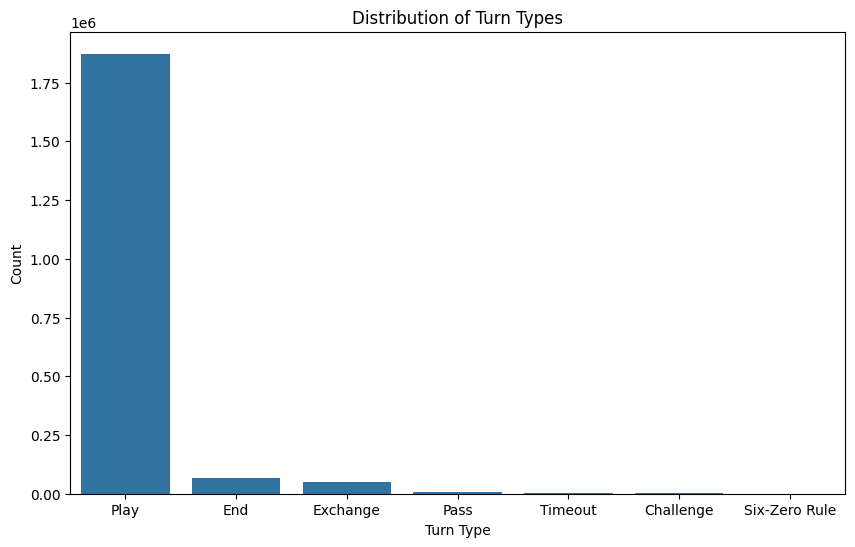 Distribution of Turn Types
1e6
1.75
1.50
1.25
1.00
0.75
0.50
0.25
0.00
Count
Play End Exchange Pass Timeout Challenge Six-Zero Rule
Turn Type